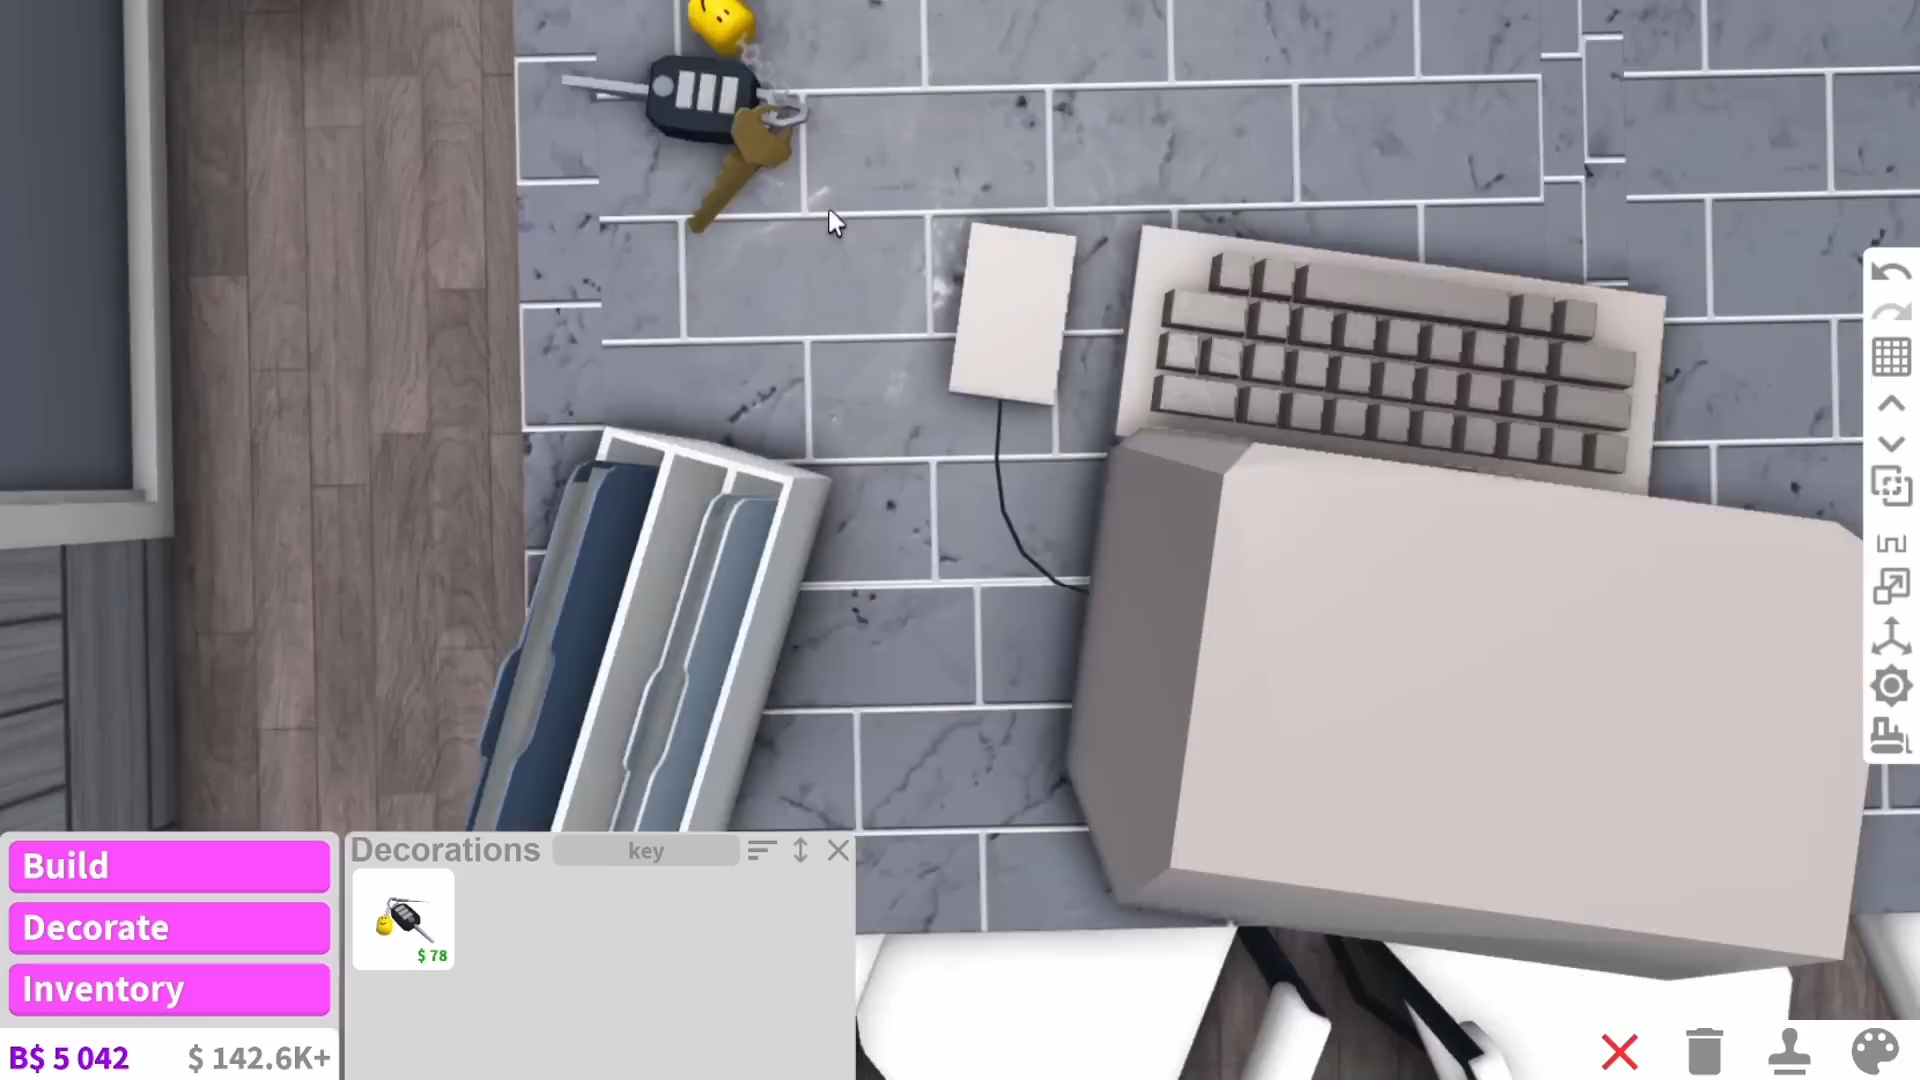 Build
Decorate
Inventory
B$ 5 042 $ 142.6K+
Decorations key
$ 78